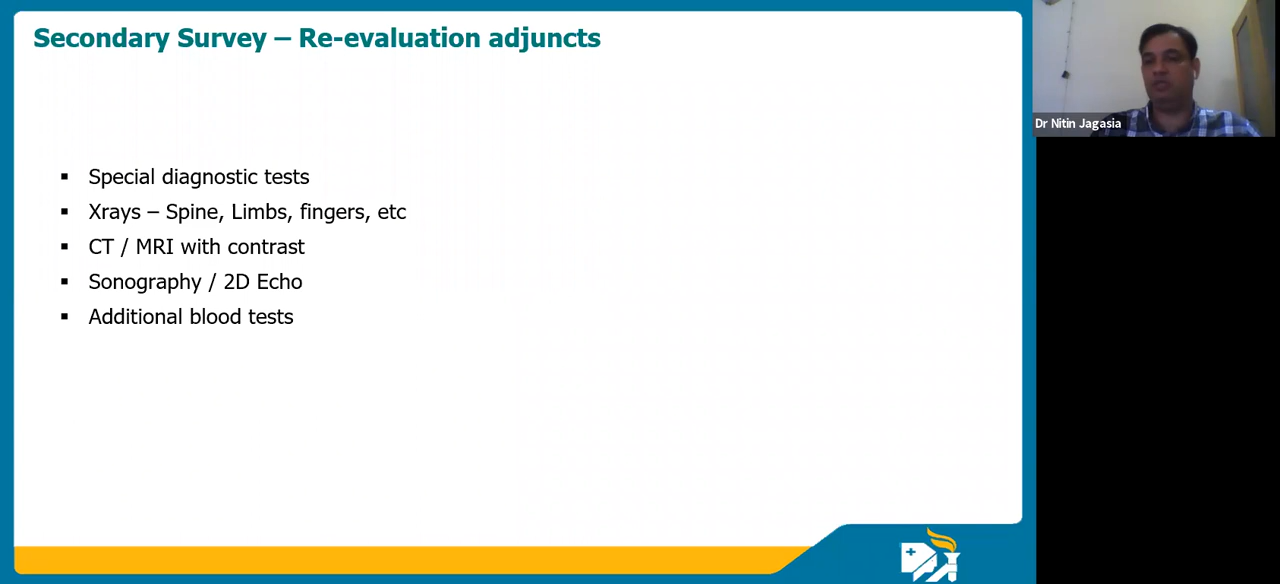 Secondary Survey – Re-evaluation adjuncts
Dr Nitin Jagasia
▪ Special diagnostic tests
▪ Xrays – Spine, Limbs, fingers, etc
▪ CT / MRI with contrast
▪ Sonography / 2D Echo
▪ Additional blood tests